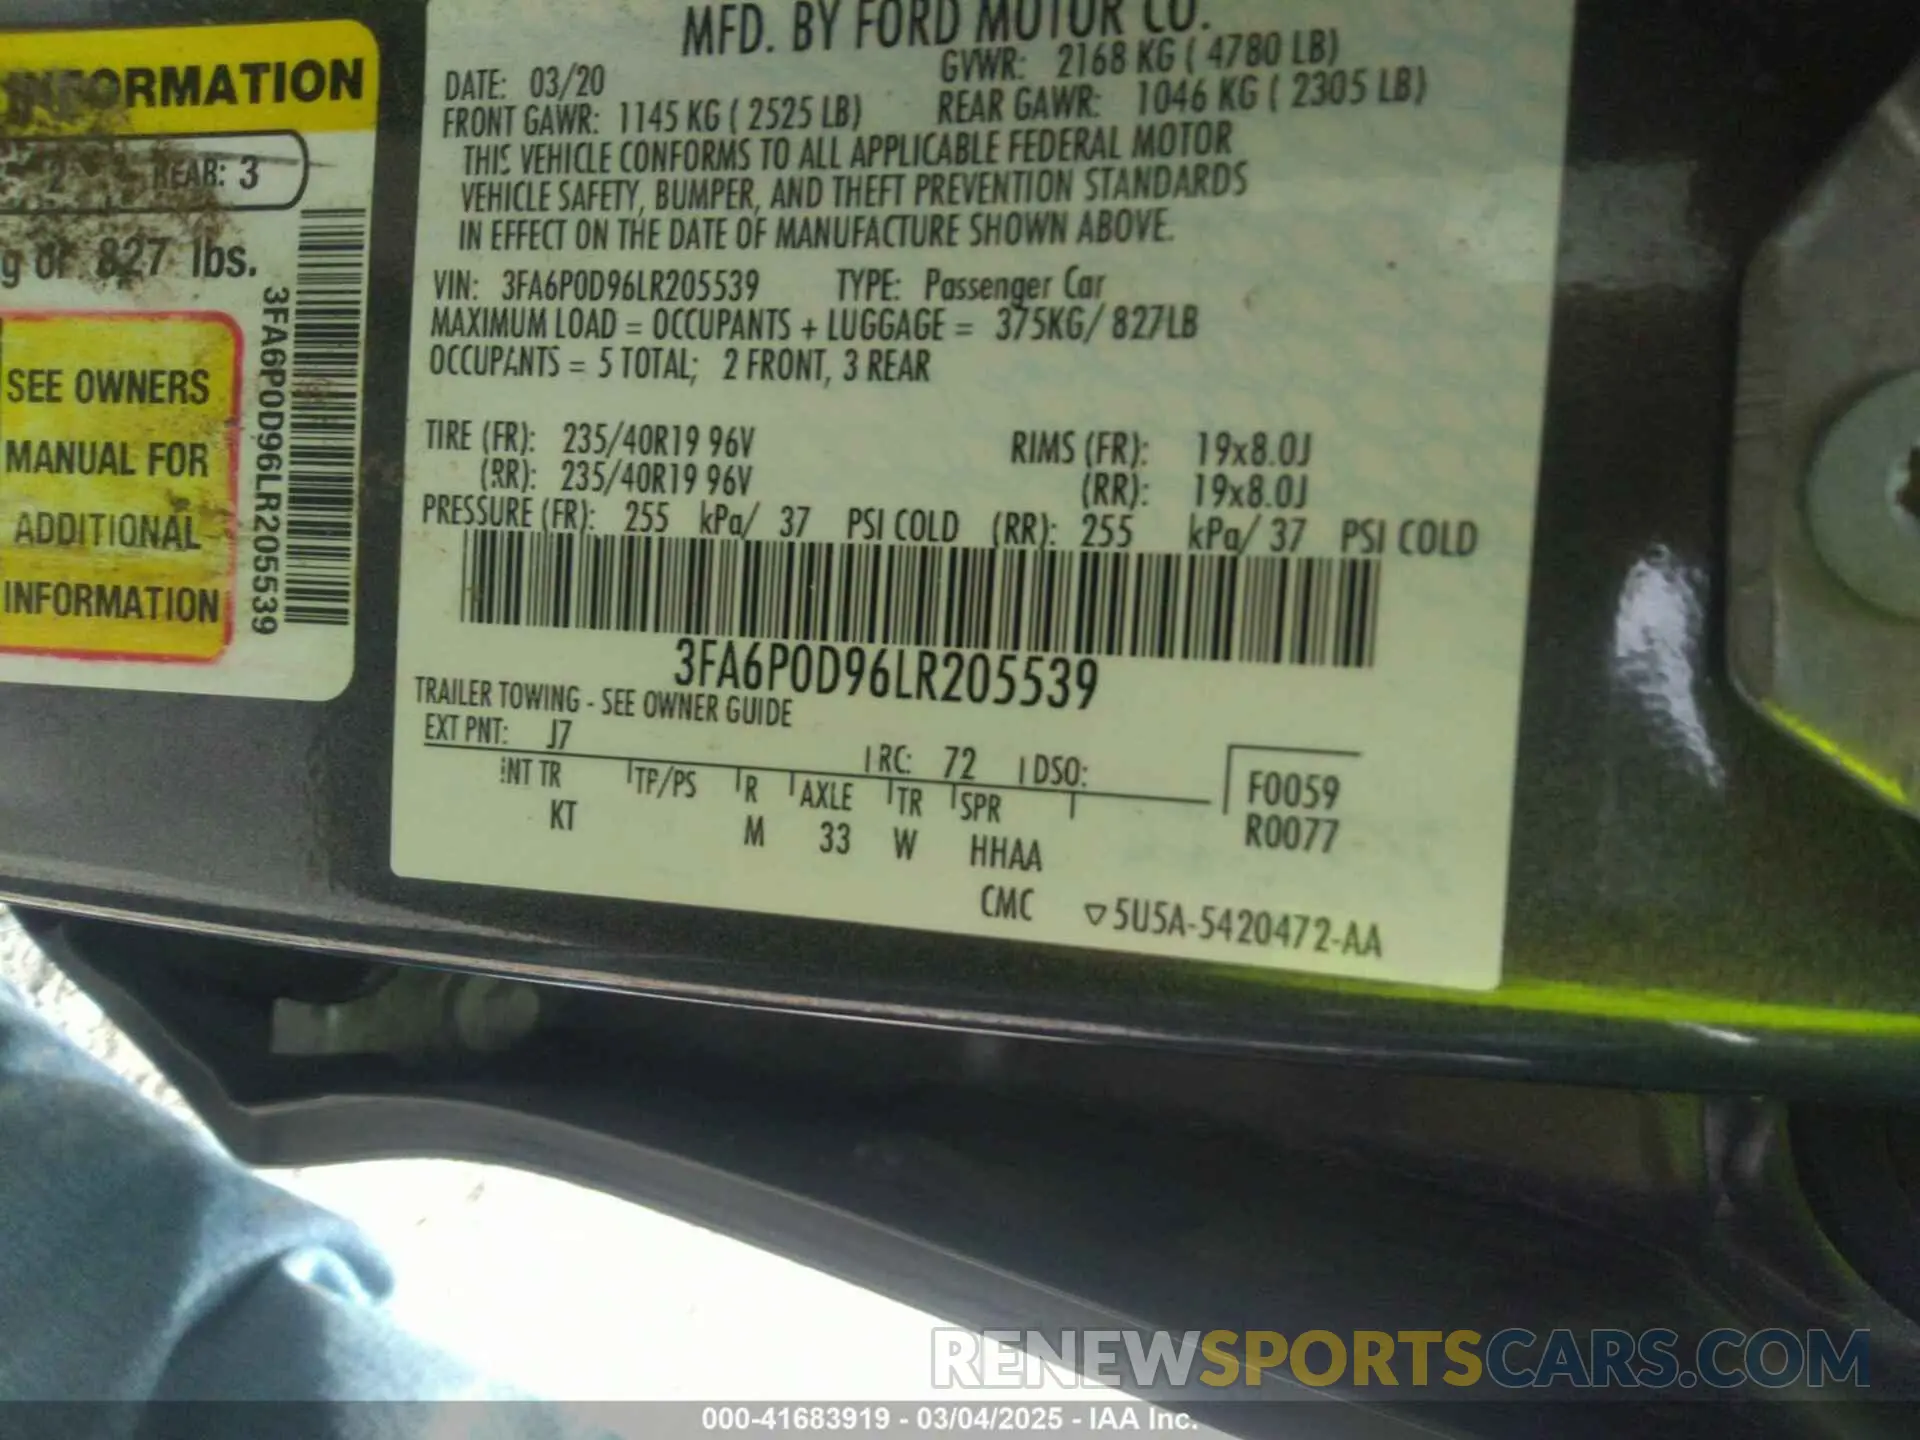 INFORMATION
2 REAR: 3
827 lbs.
SEE OWNERS
MANUAL FOR
ADDITIONAL
INFORMATION
3FA6P0D96LR205539
MFD. BY FORD MOTOR CO.
DATE: 03/20 GVWR: 2168 KG ( 4780 LB)
FRONT GAWR: 1145 KG ( 2525 LB) REAR GAWR: 1046 KG ( 2305 LB)
THIS VEHICLE CONFORMS TO ALL APPLICABLE FEDERAL MOTOR
VEHICLE SAFETY, BUMPER, AND THEFT PREVENTION STANDARDS
IN EFFECT ON THE DATE OF MANUFACTURE SHOWN ABOVE.
VIN: 3FA6P0D96LR205539 TYPE: Passenger Car
MAXIMUM LOAD = OCCUPANTS + LUGGAGE = 375KG/ 827LB
OCCUPANTS = 5 TOTAL; 2 FRONT, 3 REAR
TIRE (FR): 235/40R19 96V RIMS (FR): 19x8.0J
(RR): 235/40R19 96V (RR): 19x8.0J
PRESSURE (FR): 255 kPa/ 37 PSI COLD (RR): 255 kPa/ 37 PSI COLD
3FA6P0D96LR205539
TRAILER TOWING - SEE OWNER GUIDE
EXT PNT: J7 RC: 72 DSO:
INT TR TP/PS R AXLE TR SPR F0059
KT M 33 W HHAA R0077
CMC ▽5U5A-5420472-AA
RENEWSPORTSCARS.COM
000-41683919 - 03/04/2025 - IAA Inc.